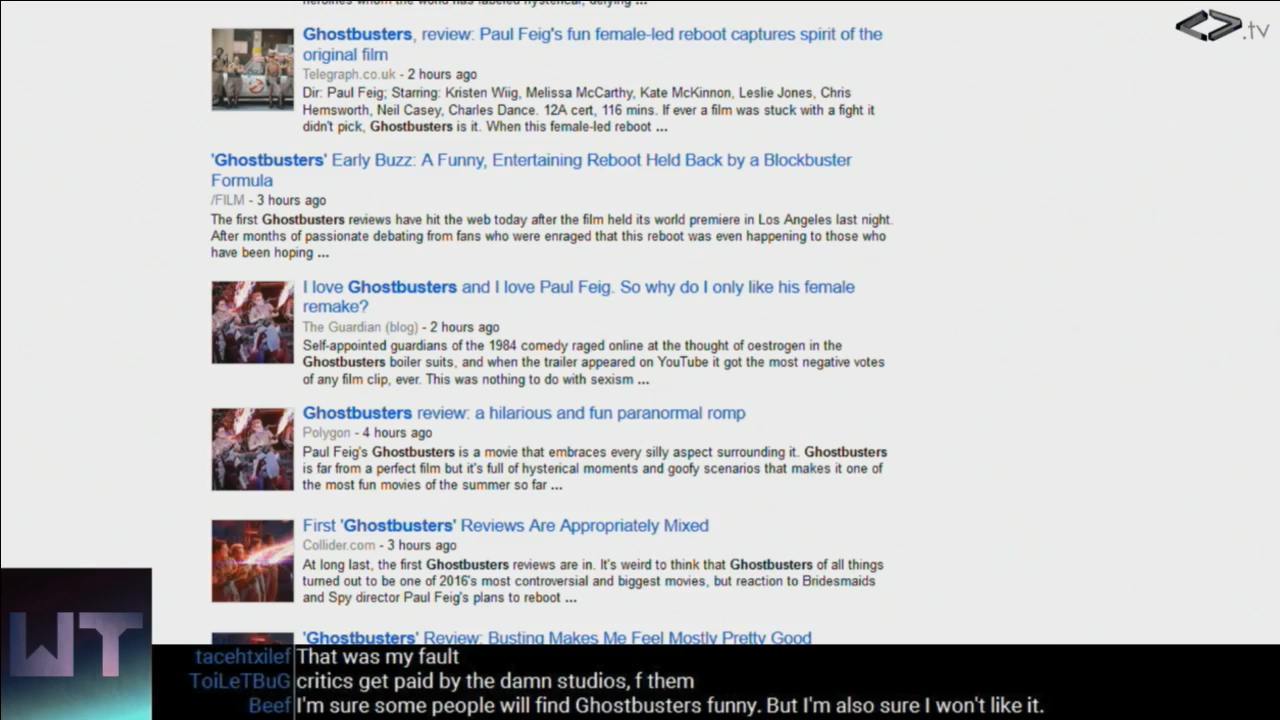 heroines whom the world has labeled hysterical, defying ...
.tv
Ghostbusters, review: Paul Feig's fun female-led reboot captures spirit of the
original film
Telegraph.co.uk - 2 hours ago
Dir: Paul Feig; Starring: Kristen Wiig, Melissa McCarthy, Kate McKinnon, Leslie Jones, Chris
Hemsworth, Neil Casey, Charles Dance. 12A cert, 116 mins. If ever a film was stuck with a fight it
didn't pick, Ghostbusters is it. When this female-led reboot ...
'Ghostbusters' Early Buzz: A Funny, Entertaining Reboot Held Back by a Blockbuster
Formula
/FILM - 3 hours ago
The first Ghostbusters reviews have hit the web today after the film held its world premiere in Los Angeles last night.
After months of passionate debating from fans who were enraged that this reboot was even happening to those who
have been hoping ...
I love Ghostbusters and I love Paul Feig. So why do I only like his female
remake?
The Guardian (blog) - 2 hours ago
Self-appointed guardians of the 1984 comedy raged online at the thought of oestrogen in the
Ghostbusters boiler suits, and when the trailer appeared on YouTube it got the most negative votes
of any film clip, ever. This was nothing to do with sexism ...
Ghostbusters review: a hilarious and fun paranormal romp
Polygon - 4 hours ago
Paul Feig's Ghostbusters is a movie that embraces every silly aspect surrounding it. Ghostbusters
is far from a perfect film but it's full of hysterical moments and goofy scenarios that makes it one of
the most fun movies of the summer so far ...
First 'Ghostbusters' Reviews Are Appropriately Mixed
Collider.com - 3 hours ago
At long last, the first Ghostbusters reviews are in. It's weird to think that Ghostbusters of all things
turned out to be one of 2016's most controversial and biggest movies, but reaction to Bridesmaids
and Spy director Paul Feig's plans to reboot ...
'Ghostbusters' Review: Busting Makes Me Feel Mostly Pretty Good
WT
tacehtxilef That was my fault
ToiLeTBuG critics get paid by the damn studios, f them
Beef I'm sure some people will find Ghostbusters funny. But I'm also sure I won't like it.